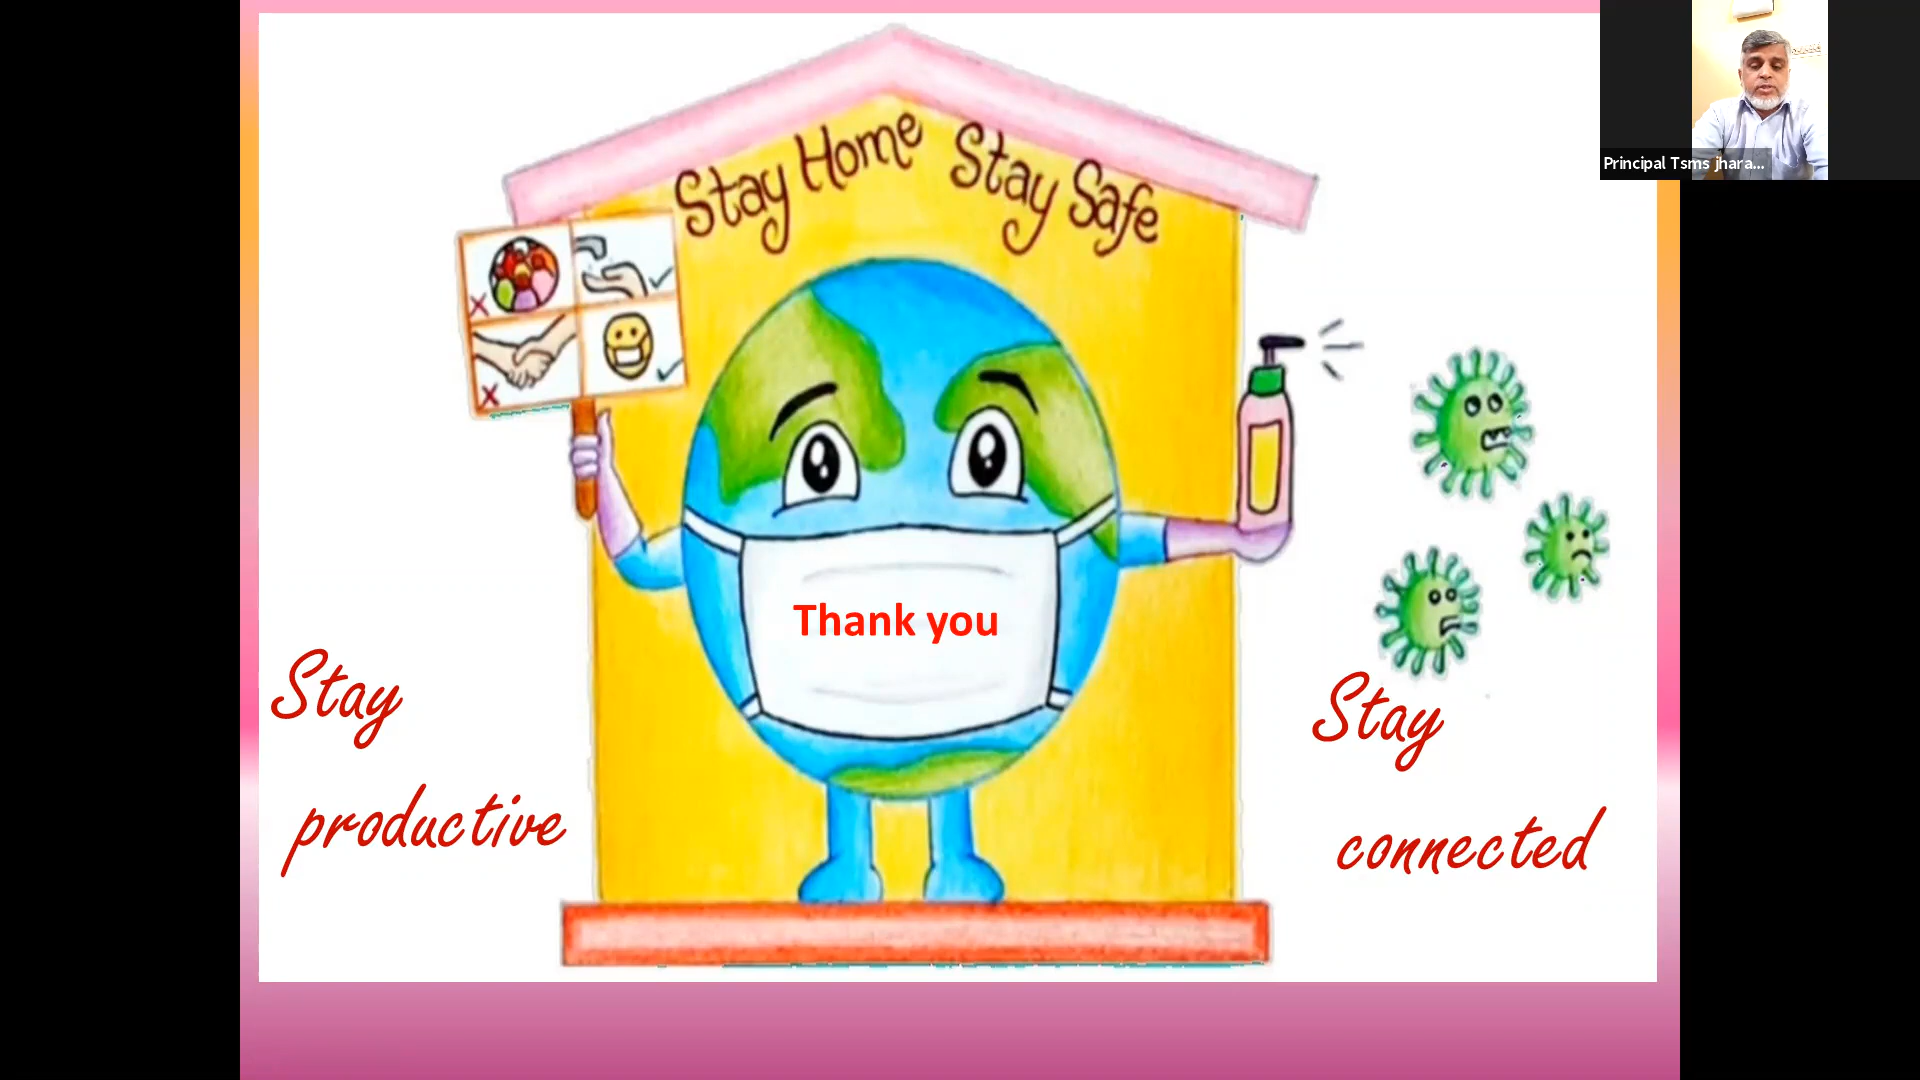 Stay Home Stay Safe
Principal Tsms jhara...
Thank you
Stay
productive
Stay
connected